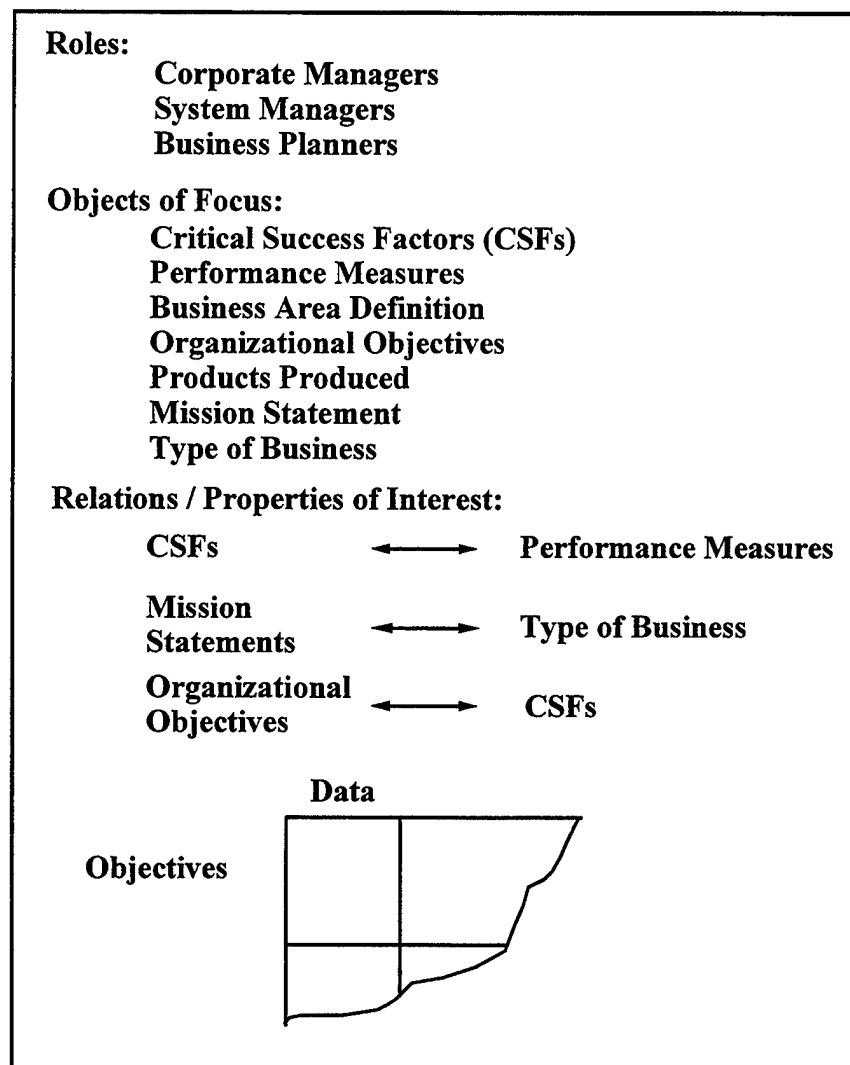 Roles:
Corporate Managers
System Managers
Business Planners
Objects of Focus:
Critical Success Factors (CSFs)
Performance Measures
Business Area Definition
Organizational Objectives
Products Produced
Mission Statement
Type of Business
Relations / Properties of Interest:
CSFs Performance Measures
Mission
Statements Type of Business
Organizational
Objectives CSFs
Data
Objectives